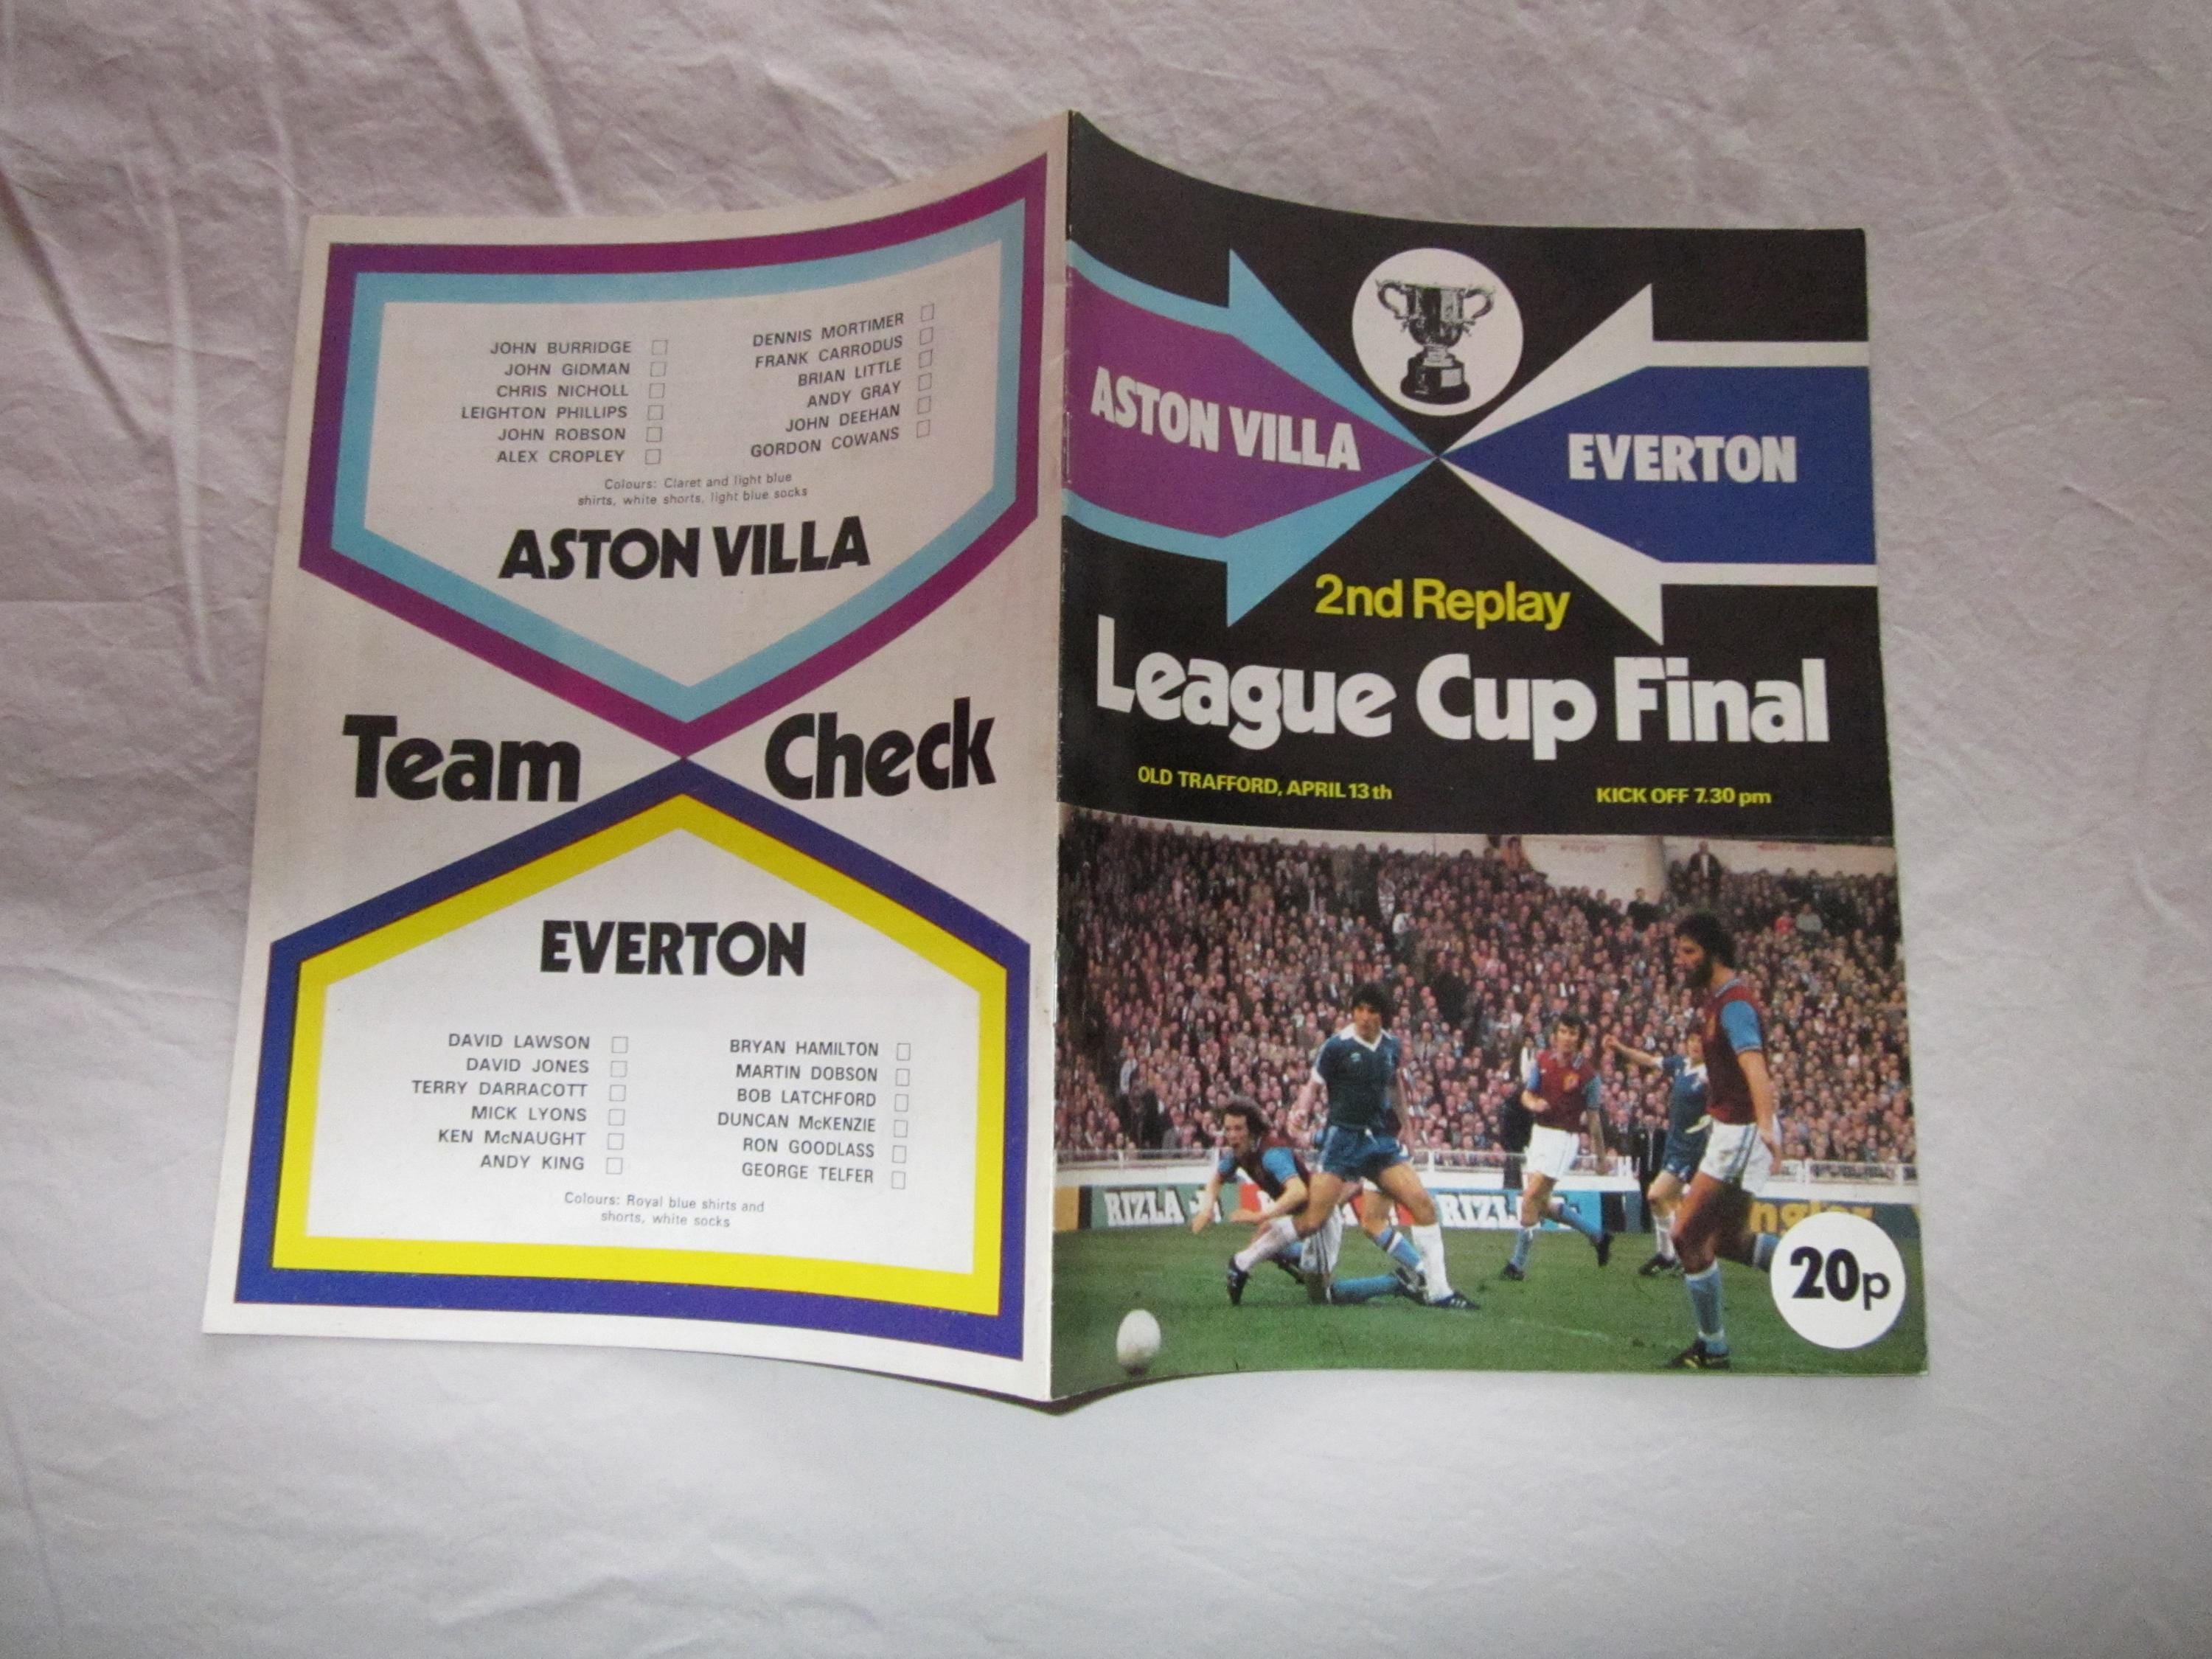 JOHN BURRIDGE
JOHN GIDMAN
CHRIS NICHOLL
LEIGHTON PHILLIPS
JOHN ROBSON
ALEX CROPLEY
DENNIS MORTIMER
FRANK CARRODUS
BRIAN LITTLE
ANDY GRAY
JOHN DEEHAN
GORDON COWANS
Colours: Claret and light blue
shirts, white shorts, light blue socks
ASTON VILLA
Team Check
EVERTON
DAVID LAWSON
DAVID JONES
TERRY DARRACOTT
MICK LYONS
KEN McNAUGHT
ANDY KING
BRYAN HAMILTON
MARTIN DOBSON
BOB LATCHFORD
DUNCAN McKENZIE
RON GOODLASS
GEORGE TELFER
Colours: Royal blue shirts and
shorts, white socks
ASTON VILLA
EVERTON
2nd Replay
League Cup Final
OLD TRAFFORD, APRIL 13th
KICK OFF 7.30 pm
RIZLA
20p